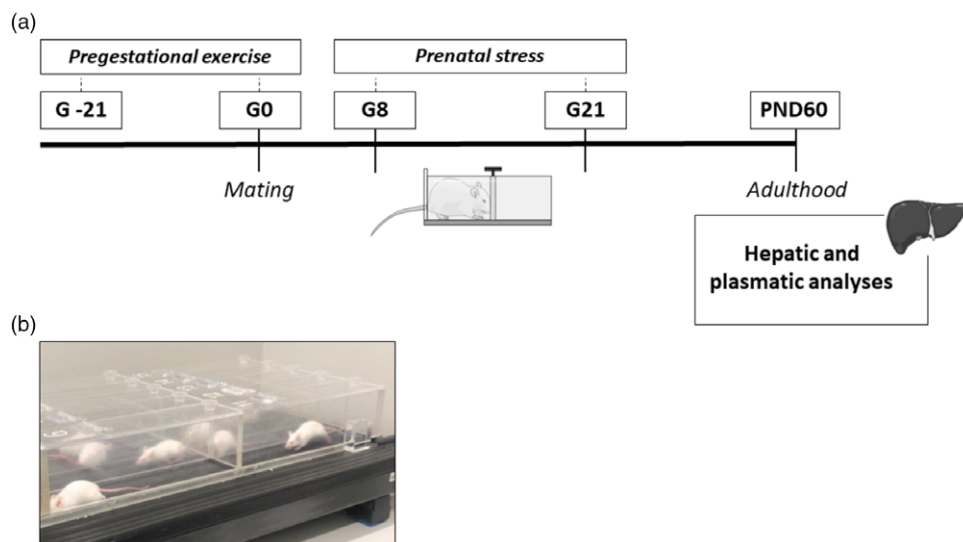 (a)
Pregestational exercise
Prenatal stress
G -21
G0
G8
G21
PND60
Mating
Adulthood
Hepatic and
plasmatic analyses
(b)